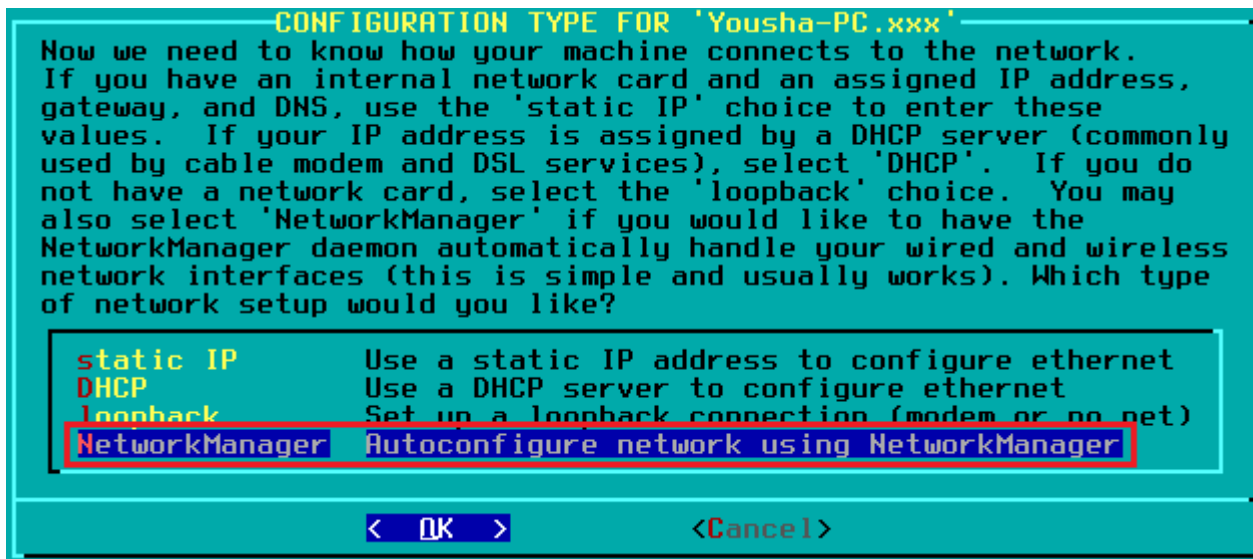 CONFIGURATION TYPE FOR 'Yousha-PC.xxx'
Now we need to know how your machine connects to the network.
If you have an internal network card and an assigned IP address,
gateway, and DNS, use the 'static IP' choice to enter these
values.  If your IP address is assigned by a DHCP server (commonly
used by cable modem and DSL services), select 'DHCP'.  If you do
not have a network card, select the 'loopback' choice.  You may
also select 'NetworkManager' if you would like to have the
NetworkManager daemon automatically handle your wired and wireless
network interfaces (this is simple and usually works). Which type
of network setup would you like?
static IP Use a static IP address to configure ethernet
DHCP Use a DHCP server to configure ethernet
loopback Set up a loopback connection (modem or no net)
NetworkManager Autoconfigure network using NetworkManager
<  OK  > <Cancel>